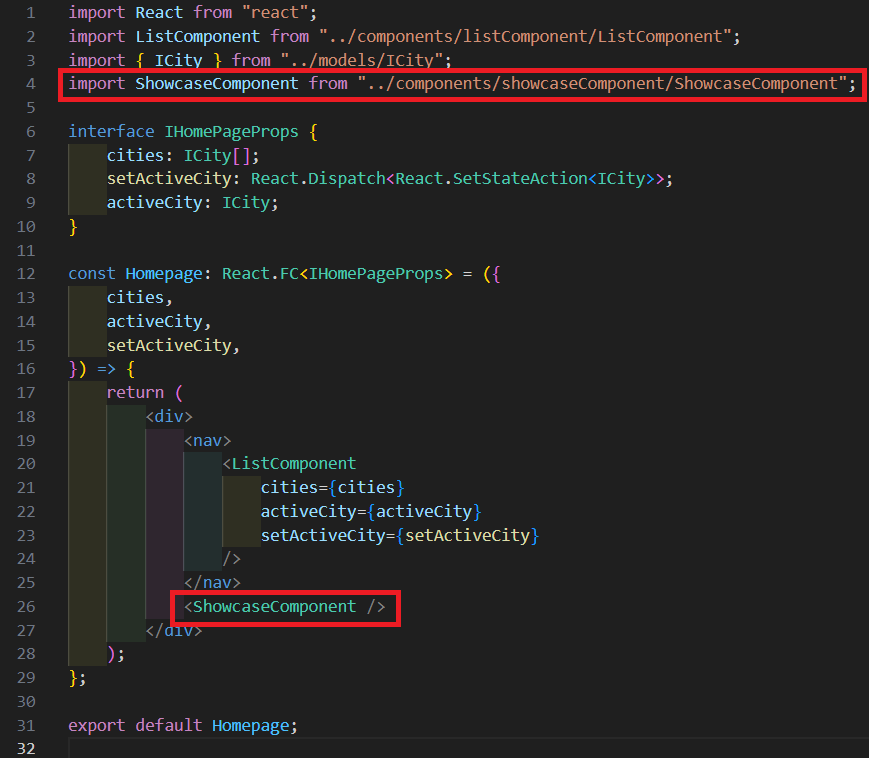 1 import React from "react";
2 import ListComponent from "../components/listComponent/ListComponent";
3 import { ICity } from "../models/ICity";
4 import ShowcaseComponent from "../components/showcaseComponent/ShowcaseComponent";
5
6 interface IHomePageProps {
7     cities: ICity[];
8     setActiveCity: React.Dispatch<React.SetStateAction<ICity>>;
9     activeCity: ICity;
10 }
11
12 const Homepage: React.FC<IHomePageProps> = ({
13     cities,
14     activeCity,
15     setActiveCity,
16 }) => {
17     return (
18         <div>
19             <nav>
20                 <ListComponent
21                     cities={cities}
22                     activeCity={activeCity}
23                     setActiveCity={setActiveCity}
24                 />
25             </nav>
26             <ShowcaseComponent />
27         </div>
28     );
29 };
30
31 export default Homepage;
32